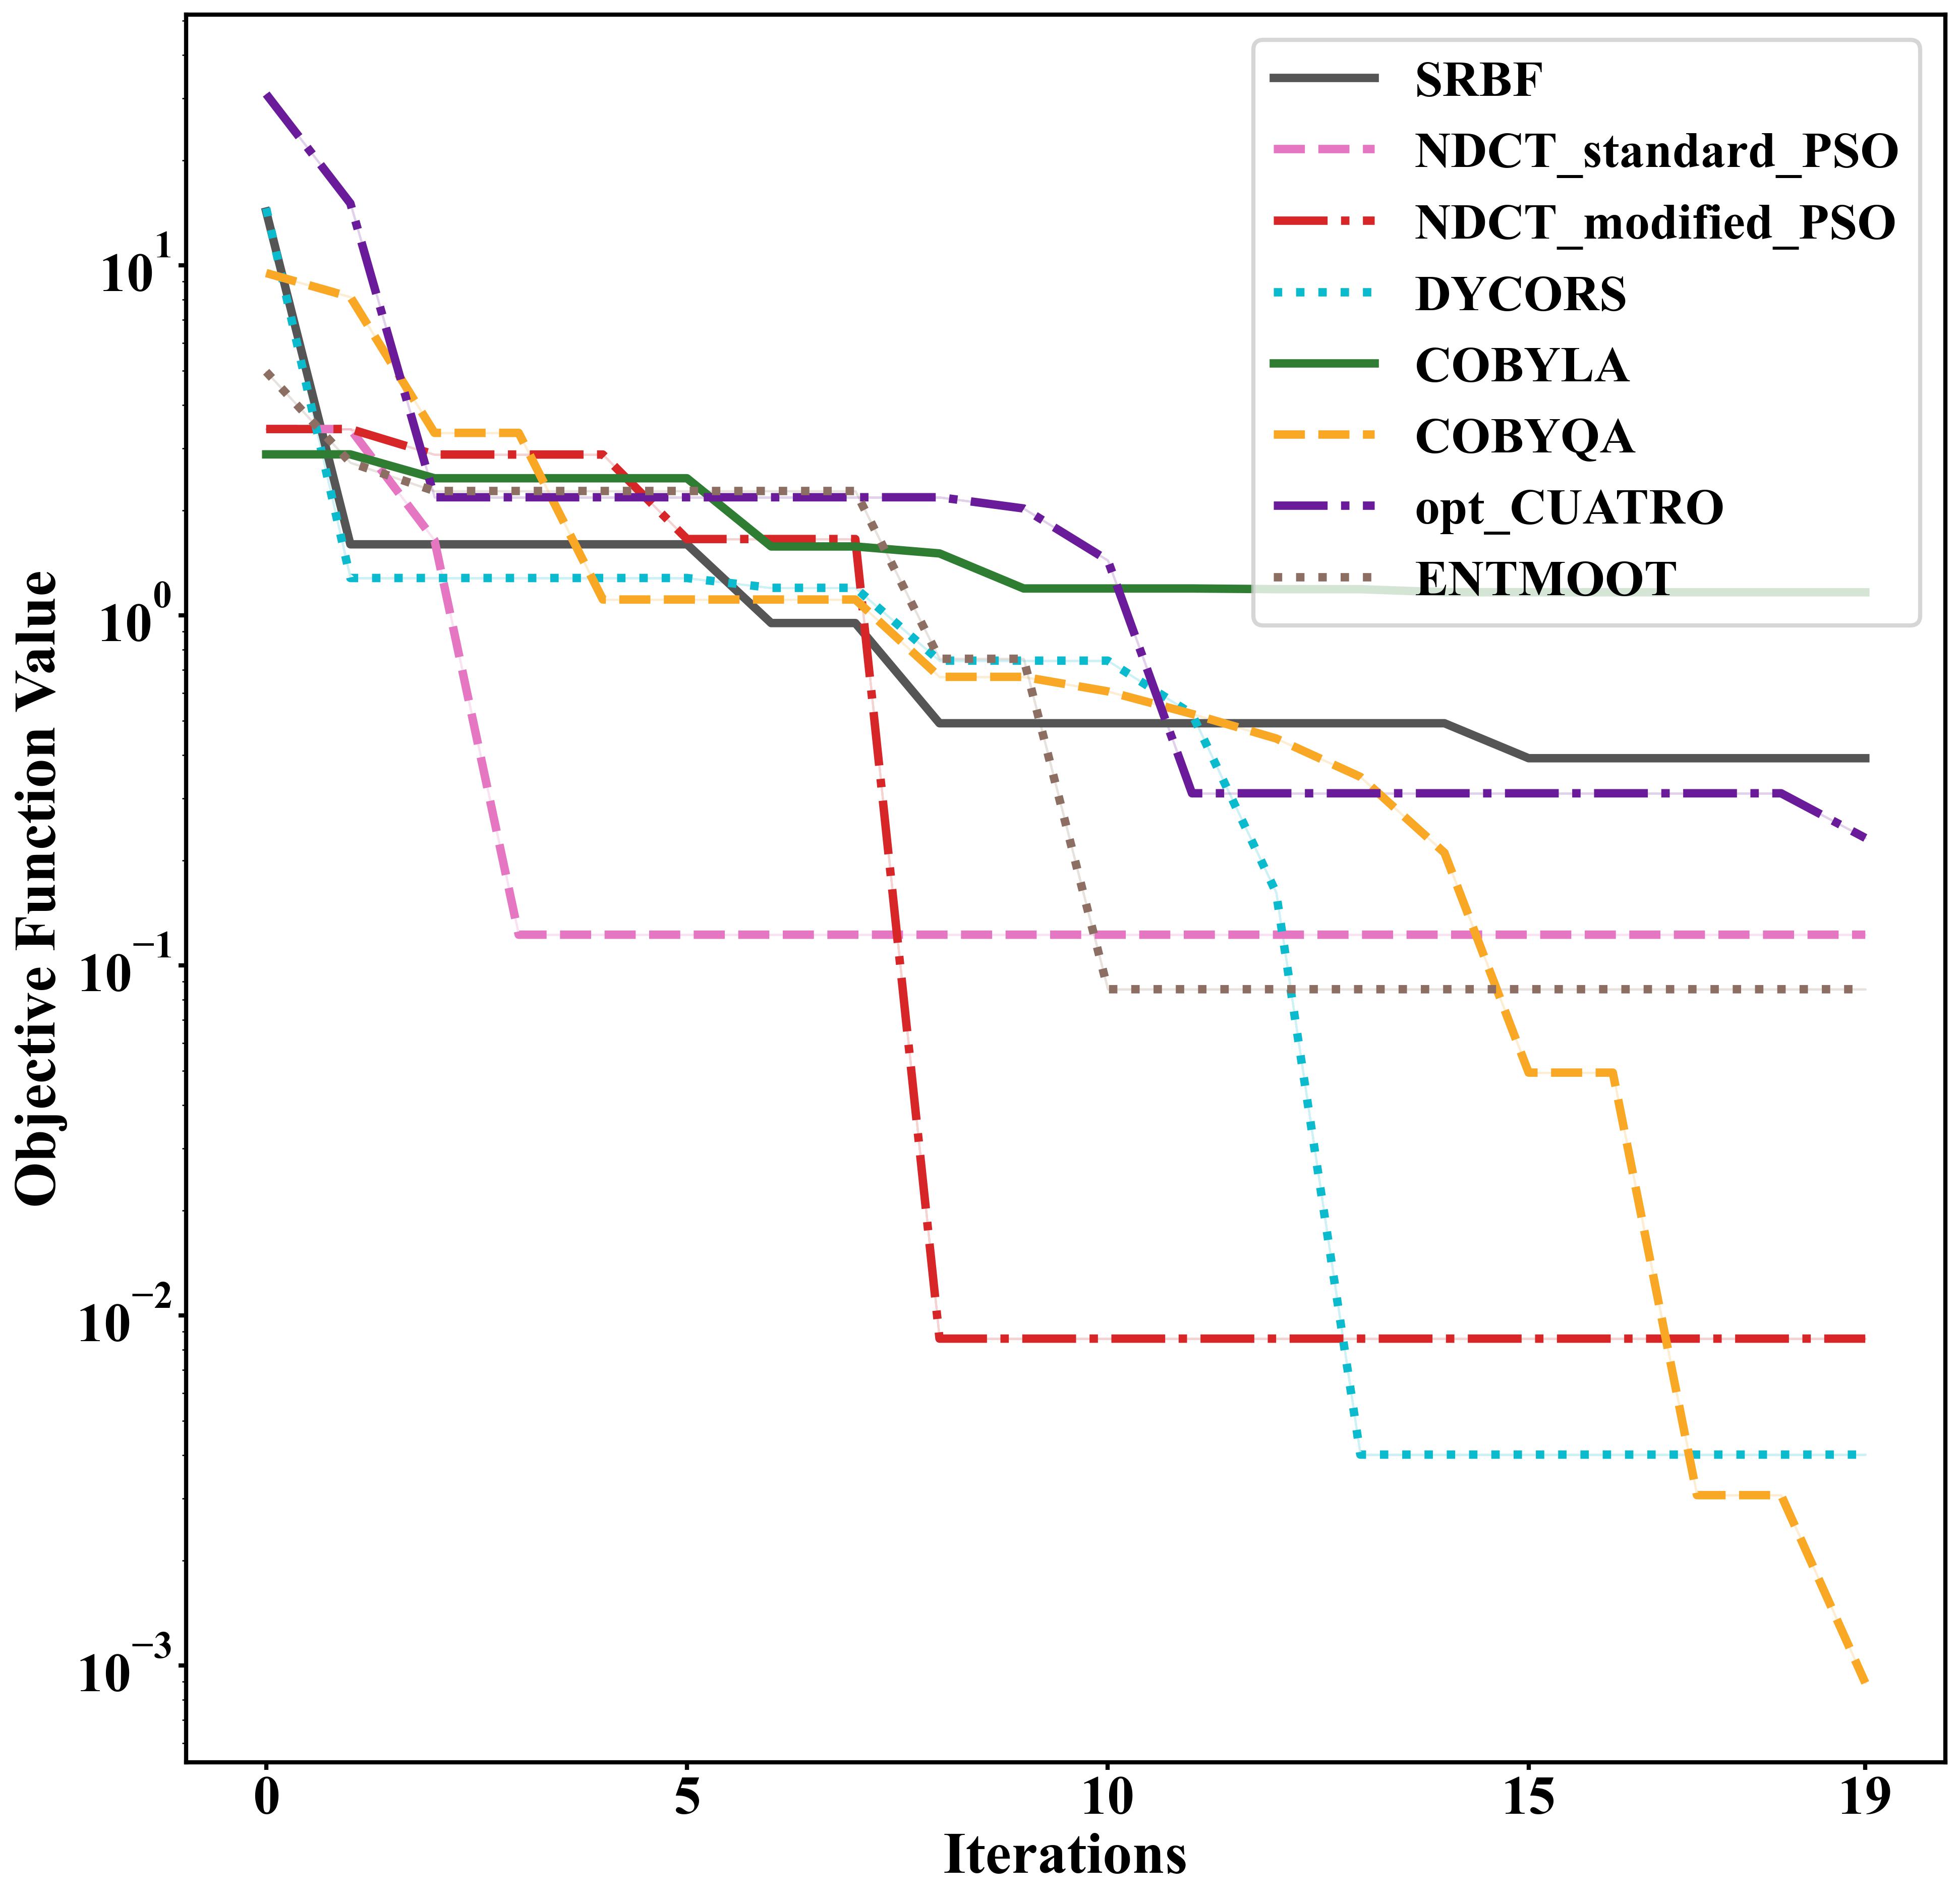 SRBF
NDCT_standard_PSO
NDCT_modified_PSO
DYCORS
COBYLA
COBYQA
opt_CUATRO
ENTMOOT
Objective Function Value
10^1
10^0
10^−1
10^−2
10^−3
0 5 10 15 19
Iterations